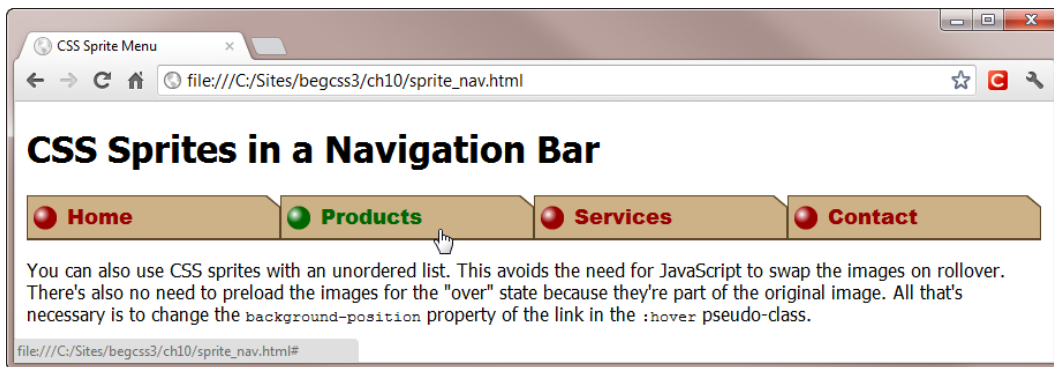 CSS Sprite Menu
file:///C:/Sites/begcss3/ch10/sprite_nav.html
CSS Sprites in a Navigation Bar
Home Products Services Contact
You can also use CSS sprites with an unordered list. This avoids the need for JavaScript to swap the images on rollover.
There's also no need to preload the images for the "over" state because they're part of the original image. All that's
necessary is to change the background-position property of the link in the :hover pseudo-class.
file:///C:/Sites/begcss3/ch10/sprite_nav.html#